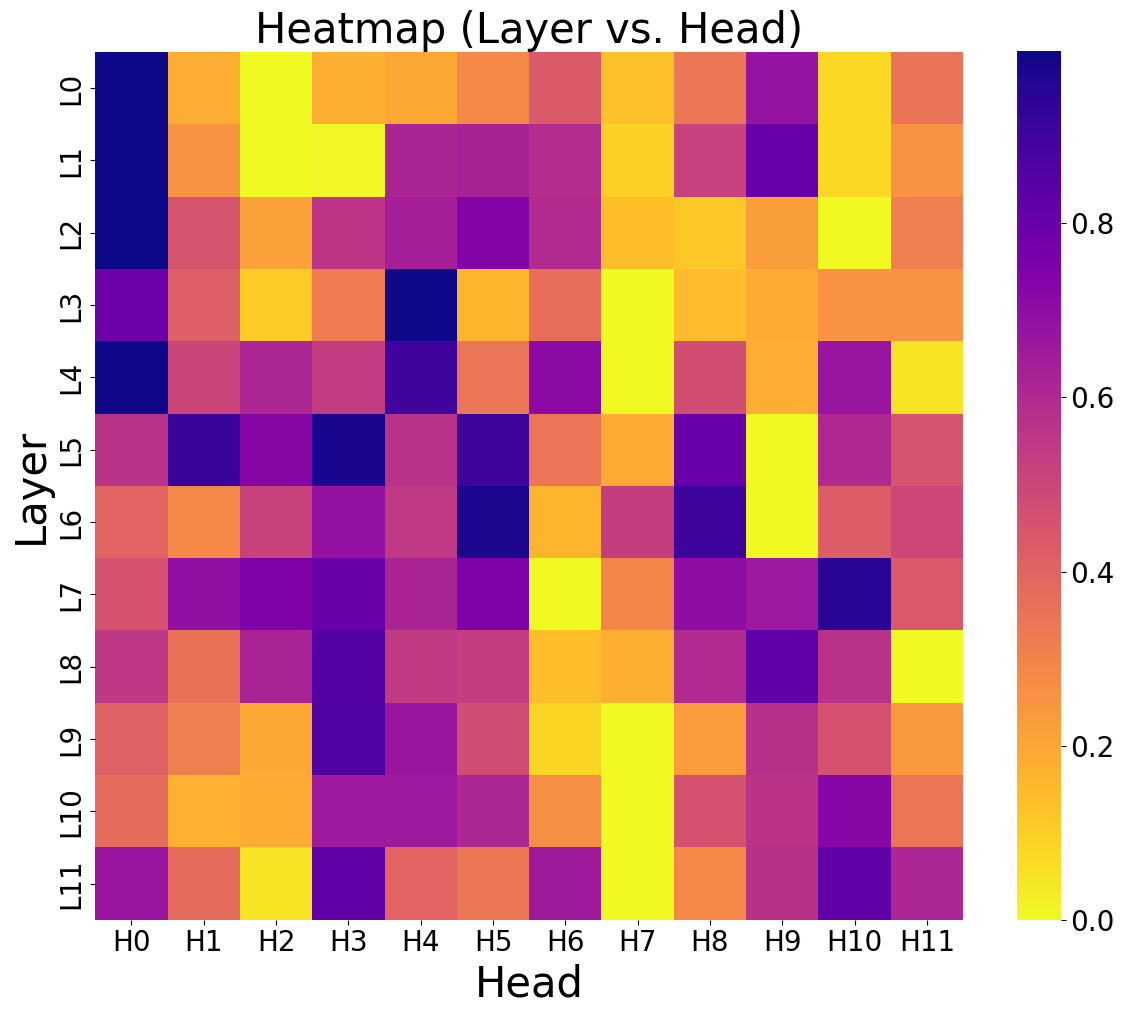 Heatmap (Layer vs. Head)
Layer
L0
L1
L2
L3
L4
L5
L6
L7
L8
L9
L10
L11
H0 H1 H2 H3 H4 H5 H6 H7 H8 H9 H10 H11
Head
0.8
0.6
0.4
0.2
0.0